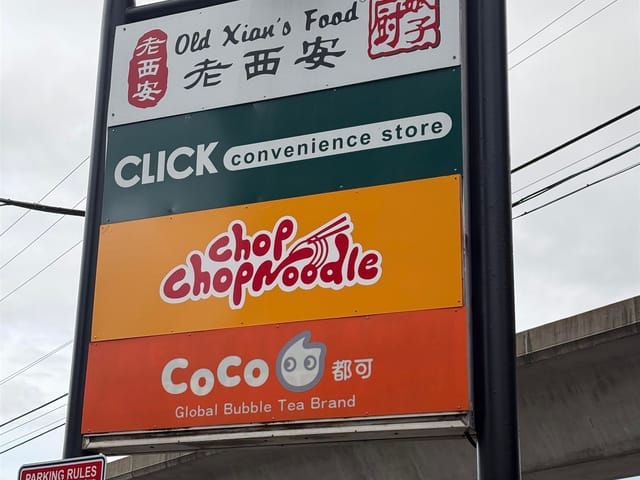 老西安
Old Xian's Food
老西安
厨娘子
CLICK convenience store
Chop
ChopNoodle
CoCo 都可
Global Bubble Tea Brand
PARKING RULES